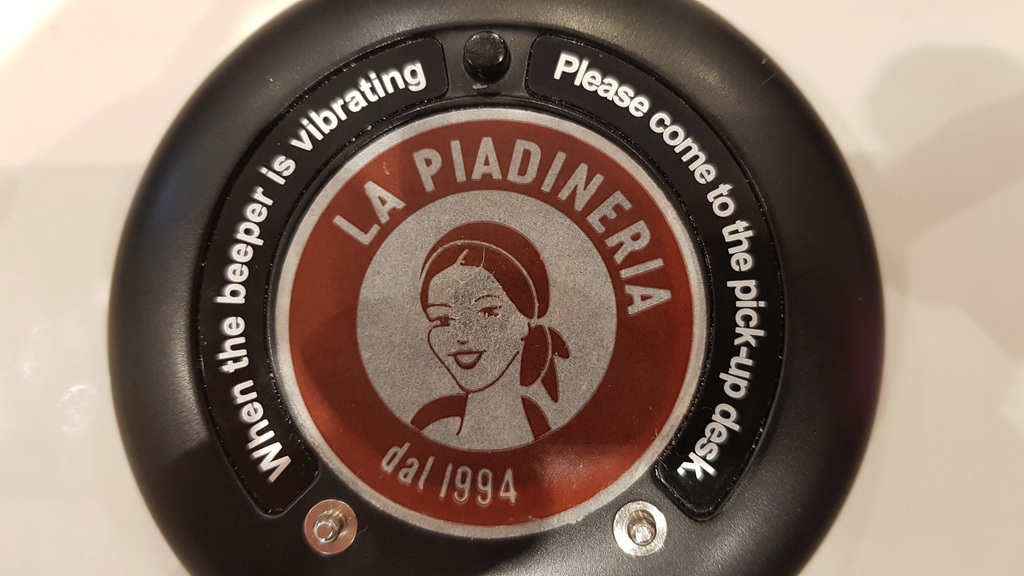 When the beeper is vibrating
Please come to the pick-up desk
LA PIADINERIA
dal 1994